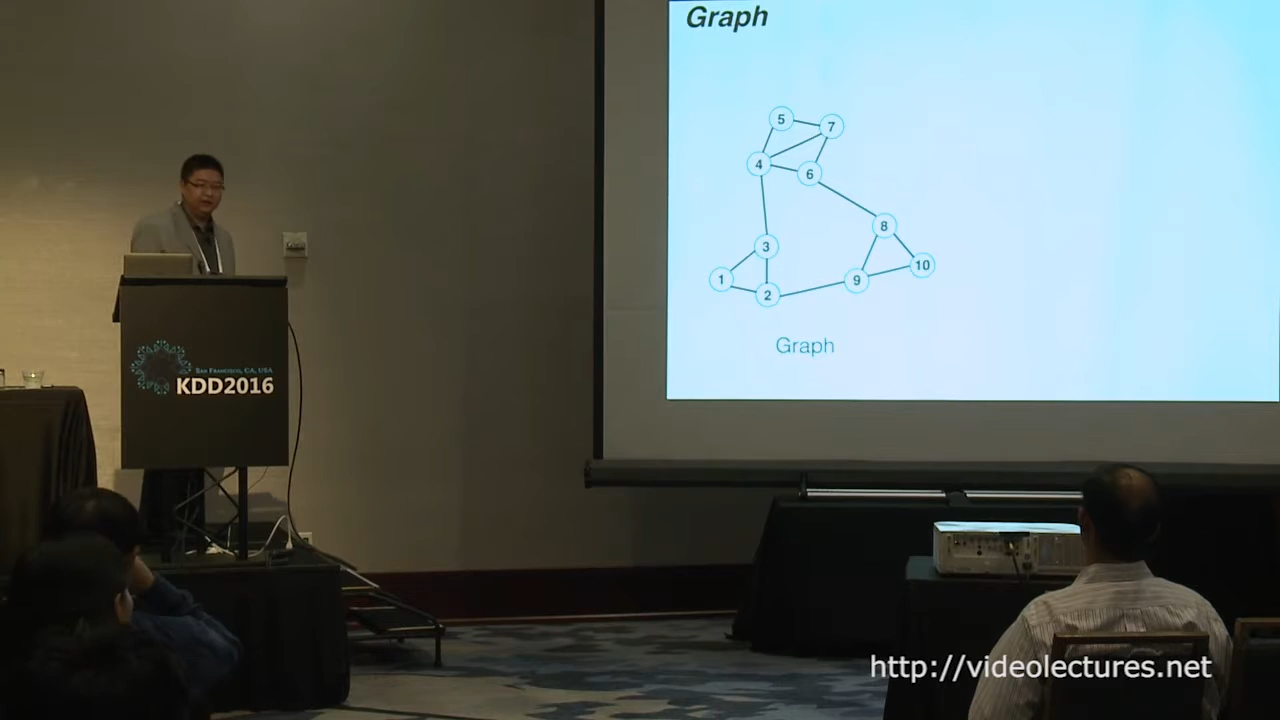 Graph
5
7
4
6
8
3
10
1
9
2
Graph
SAN FRANCISCO, CA, USA
KDD2016
http://videolectures.net